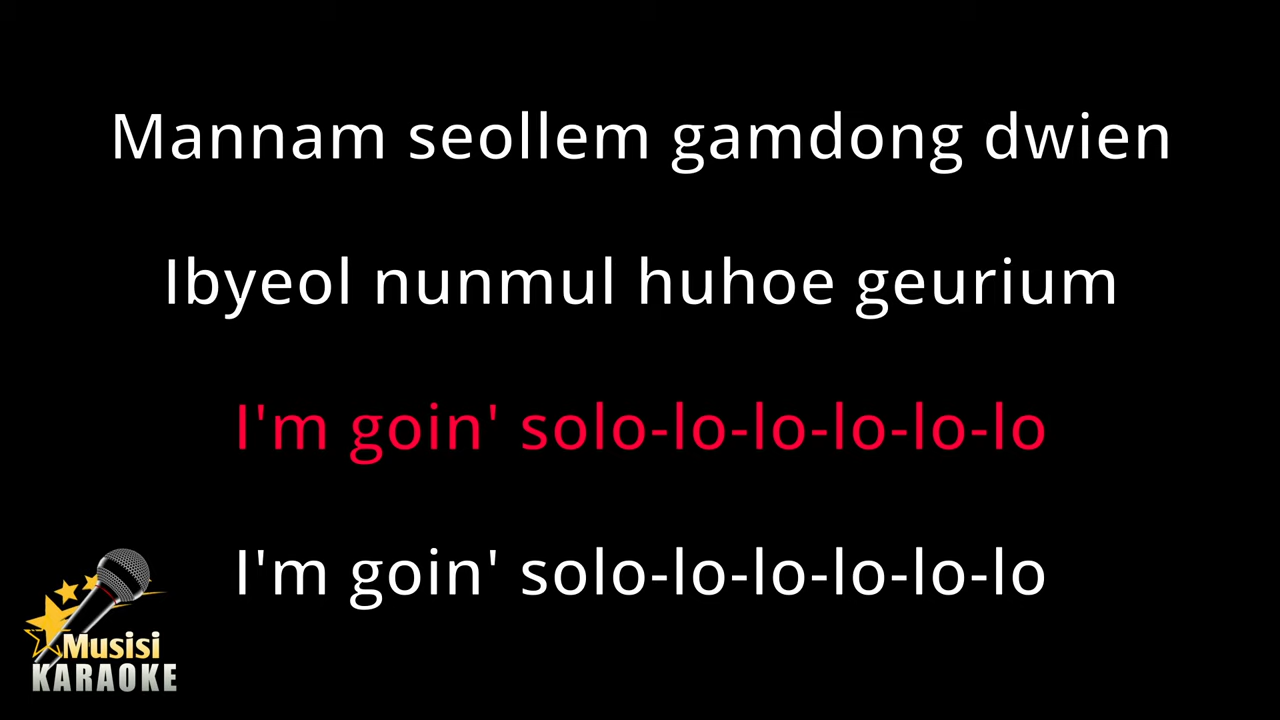 Mannam seollem gamdong dwien
Ibyeol nunmul huhoe geurium
I'm goin' solo-lo-lo-lo-lo-lo
I'm goin' solo-lo-lo-lo-lo-lo
Musisi
KARAOKE